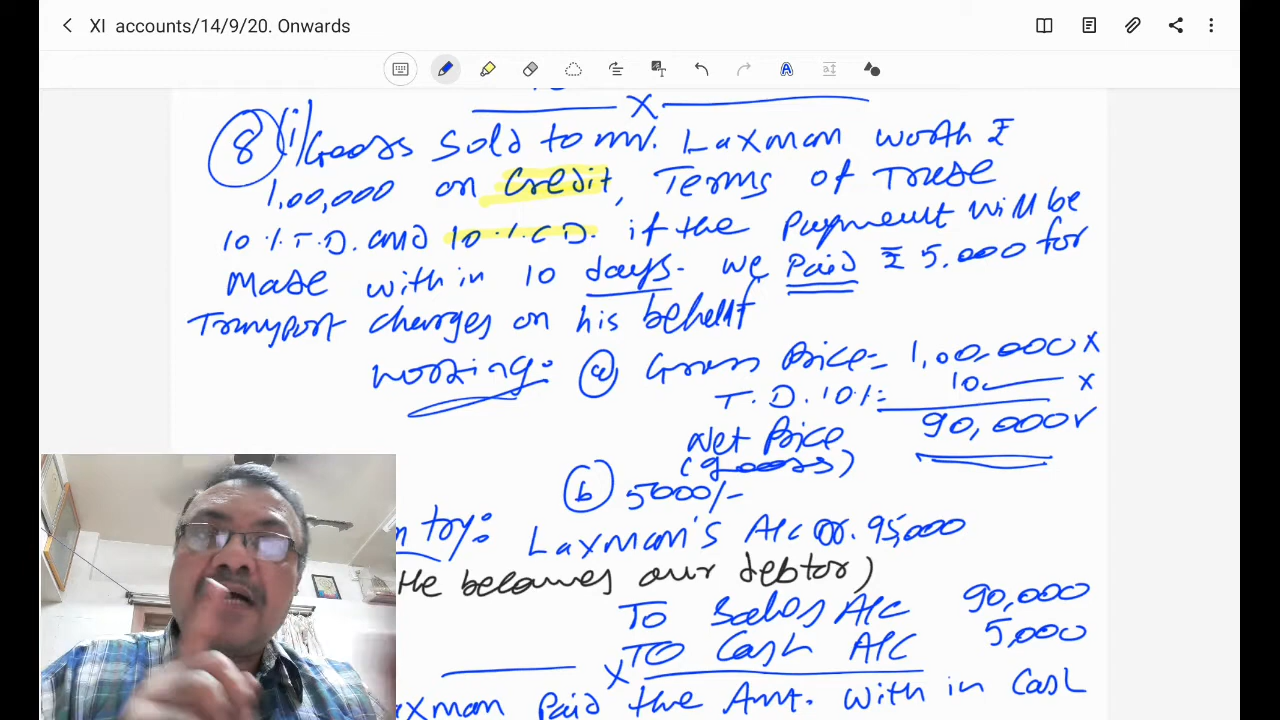 XI accounts/14/9/20. Onwards
8 (i) Goods sold to mr. Laxman worth ₹
1,00,000 on Credit, Terms of Trade
10%T.D. and 10%C.D. if the Payment will be
Made with in 10 days. we Paid ₹ 5,000 for
Transport charges on his behalf
working: (a) Gross Price= 1,00,000 X
T.D.10%= 10 X
Net Price 90,000
(goods)
(b) 5000/-
ntry: Laxman's A/C Dr. 95,000
(He becomes our debtor)
To Sales A/C 90,000
TO Cash A/C 5,000
X
axman Paid the Amt. with in Cash